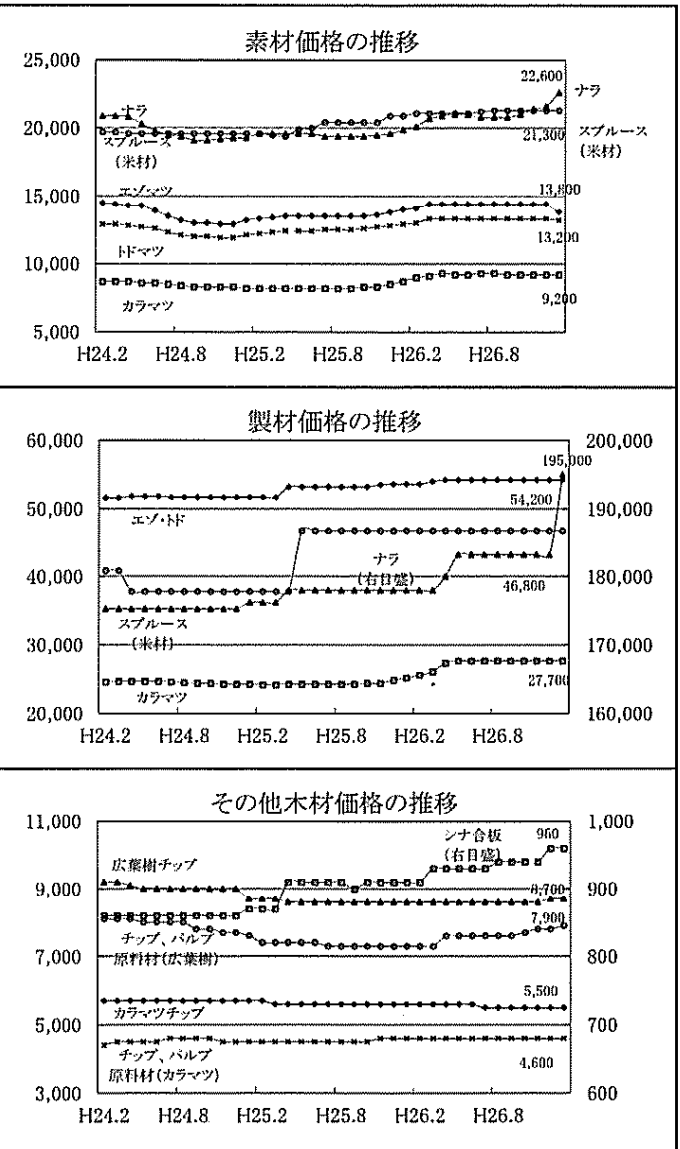 素材価格の推移
25,000
22,600
ナラ
ナラ
20,000
スプルース
(米材)
21,300
スプルース
(米材)
15,000
エゾマツ
13,800
トドマツ
13,200
10,000
カラマツ
9,200
5,000
H24.2 H24.8 H25.2 H25.8 H26.2 H26.8
製材価格の推移
60,000 200,000
195,000
54,200
エゾ・トド
50,000 190,000
ナラ
(右目盛)
40,000 180,000
46,800
スプルース
(米材)
30,000 170,000
カラマツ
27,700
20,000 160,000
H24.2 H24.8 H25.2 H25.8 H26.2 H26.8
その他木材価格の推移
11,000 1,000
シナ合板
(右目盛)
960
広葉樹チップ
9,000 900
8,700
7,900
チップ、パルプ
原料材(広葉樹)
7,000 800
5,500
カラマツチップ
5,000 700
チップ、パルプ
原料材(カラマツ)
4,600
3,000 600
H24.2 H24.8 H25.2 H25.8 H26.2 H26.8